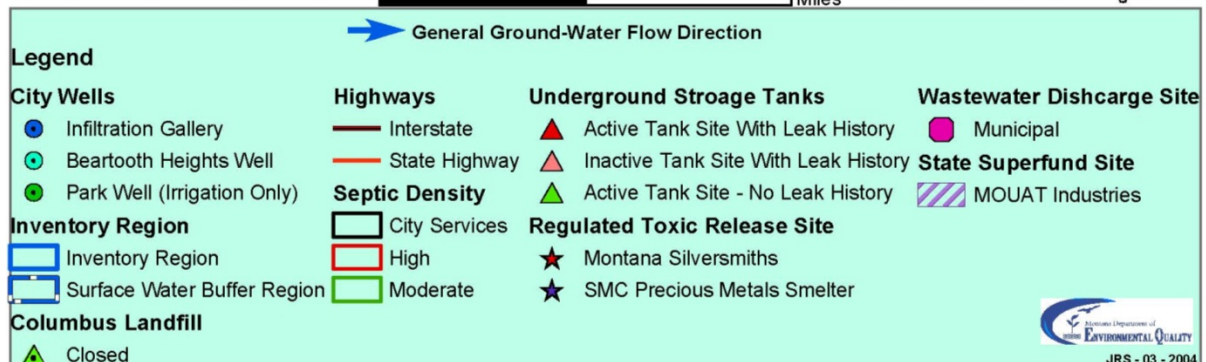 Miles
General Ground-Water Flow Direction
Legend
City Wells
Infiltration Gallery
Beartooth Heights Well
Park Well (Irrigation Only)
Inventory Region
Inventory Region
Surface Water Buffer Region
Columbus Landfill
Closed
Highways
Interstate
State Highway
Septic Density
City Services
High
Moderate
Underground Stroage Tanks
Active Tank Site With Leak History
Inactive Tank Site With Leak History
Active Tank Site - No Leak History
Regulated Toxic Release Site
Montana Silversmiths
SMC Precious Metals Smelter
Wastewater Dishcarge Site
Municipal
State Superfund Site
MOUAT Industries
Montana Department of
ENVIRONMENTAL QUALITY
JRS - 03 - 2004